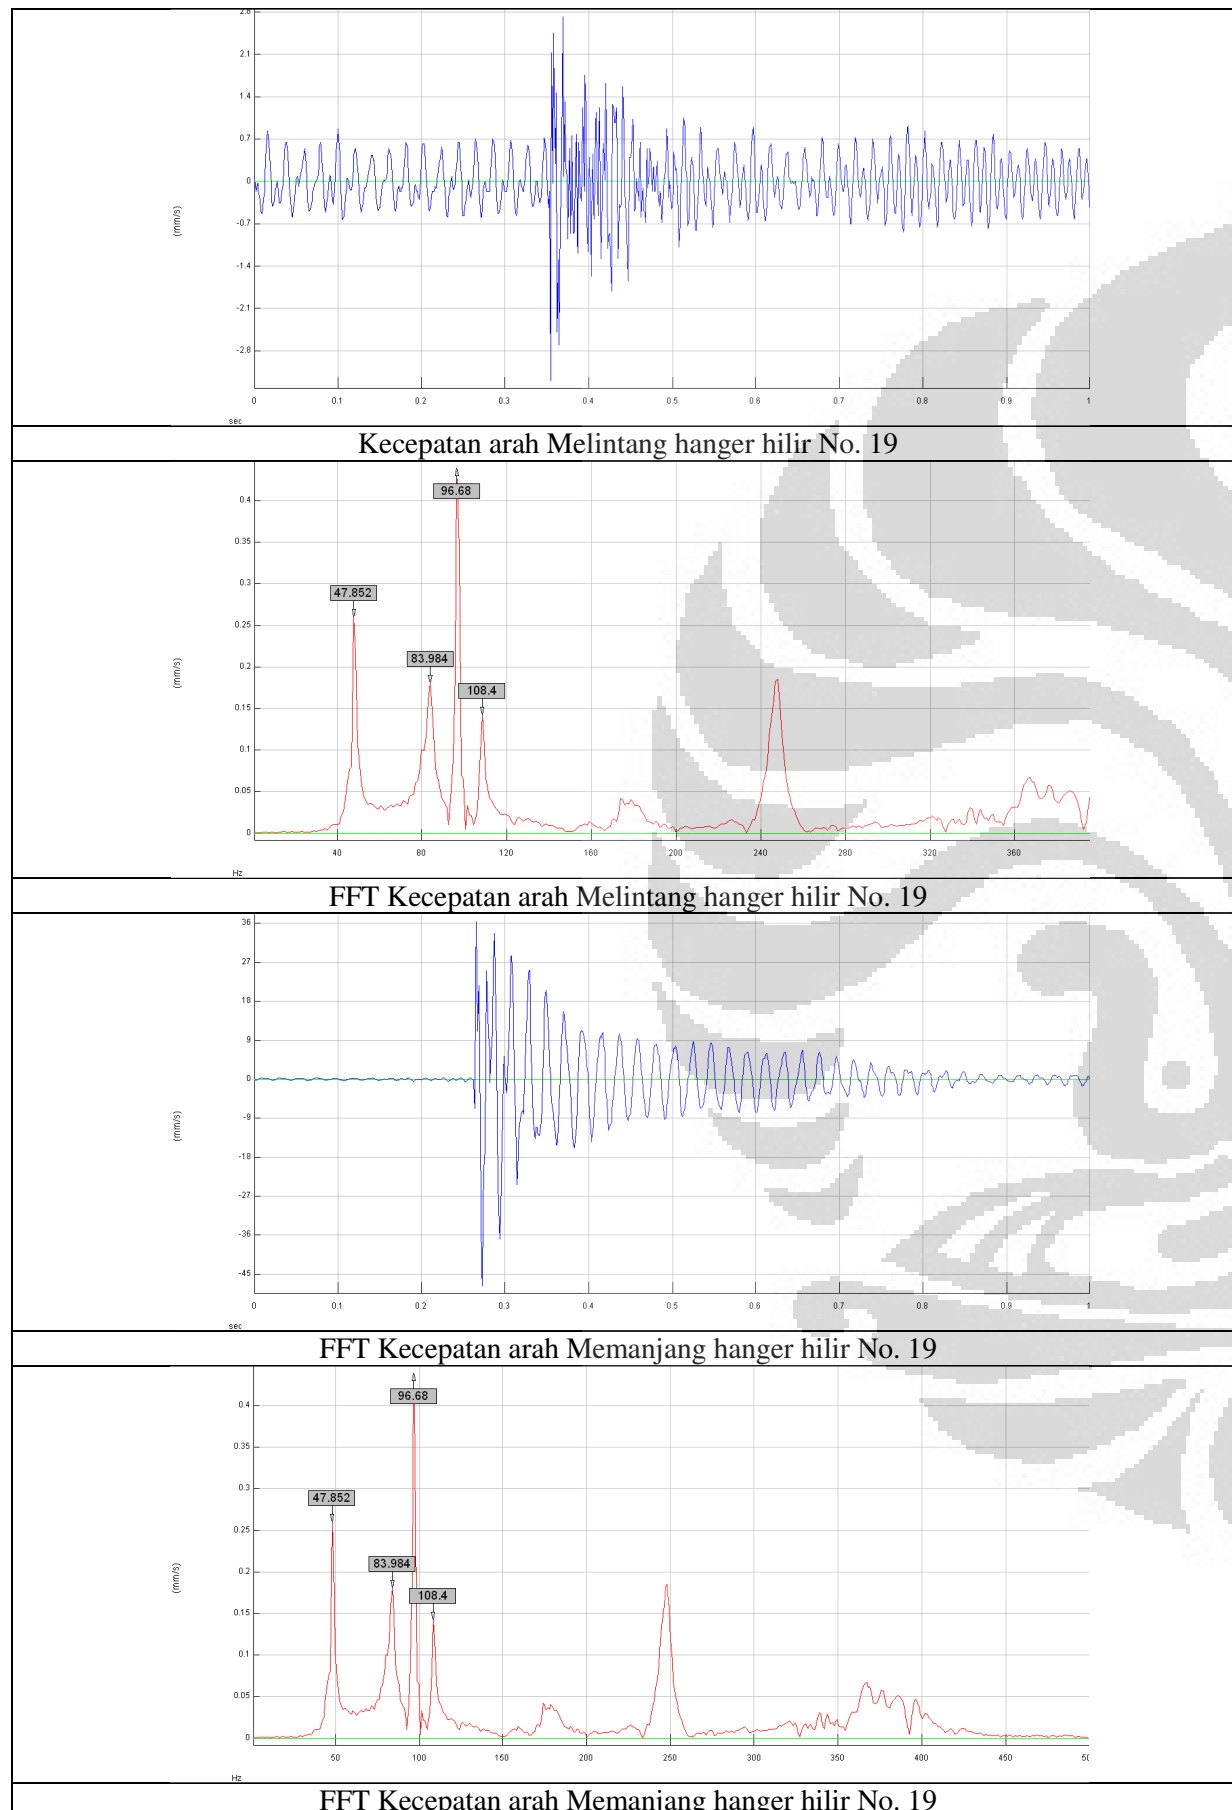 2.8
2.1
1.4
0.7
0
-0.7
-1.4
-2.1
-2.8
(mm/s)
0 0.1 0.2 0.3 0.4 0.5 0.6 0.7 0.8 0.9 1
sec
Kecepatan arah Melintang hanger hilir No. 19
96.68
47.852
83.984
108.4
0.4
0.35
0.3
0.25
0.2
0.15
0.1
0.05
0
(mm/s)
40 80 120 160 200 240 280 320 360
Hz
FFT Kecepatan arah Melintang hanger hilir No. 19
36
27
18
9
0
-9
-18
-27
-36
-45
(mm/s)
0 0.1 0.2 0.3 0.4 0.5 0.6 0.7 0.8 0.9 1
sec
FFT Kecepatan arah Memanjang hanger hilir No. 19
96.68
47.852
83.984
108.4
0.4
0.35
0.3
0.25
0.2
0.15
0.1
0.05
0
(mm/s)
50 100 150 200 250 300 350 400 450
Hz
FFT Kecepatan arah Memanjang hanger hilir No. 19